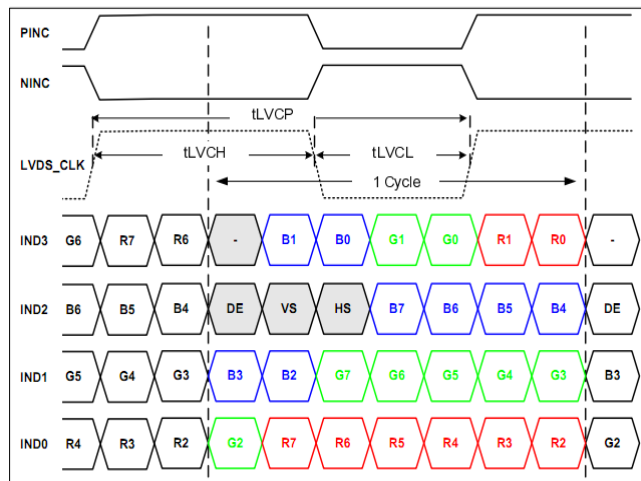 PINC
NINC
tLVCP
tLVCH
tLVCL
LVDS_CLK
1 Cycle
IND3 G6 R7 R6 - B1 B0 G1 G0 R1 R0 -
IND2 B6 B5 B4 DE VS HS B7 B6 B5 B4 DE
IND1 G5 G4 G3 B3 B2 G7 G6 G5 G4 G3 B3
IND0 R4 R3 R2 G2 R7 R6 R5 R4 R3 R2 G2